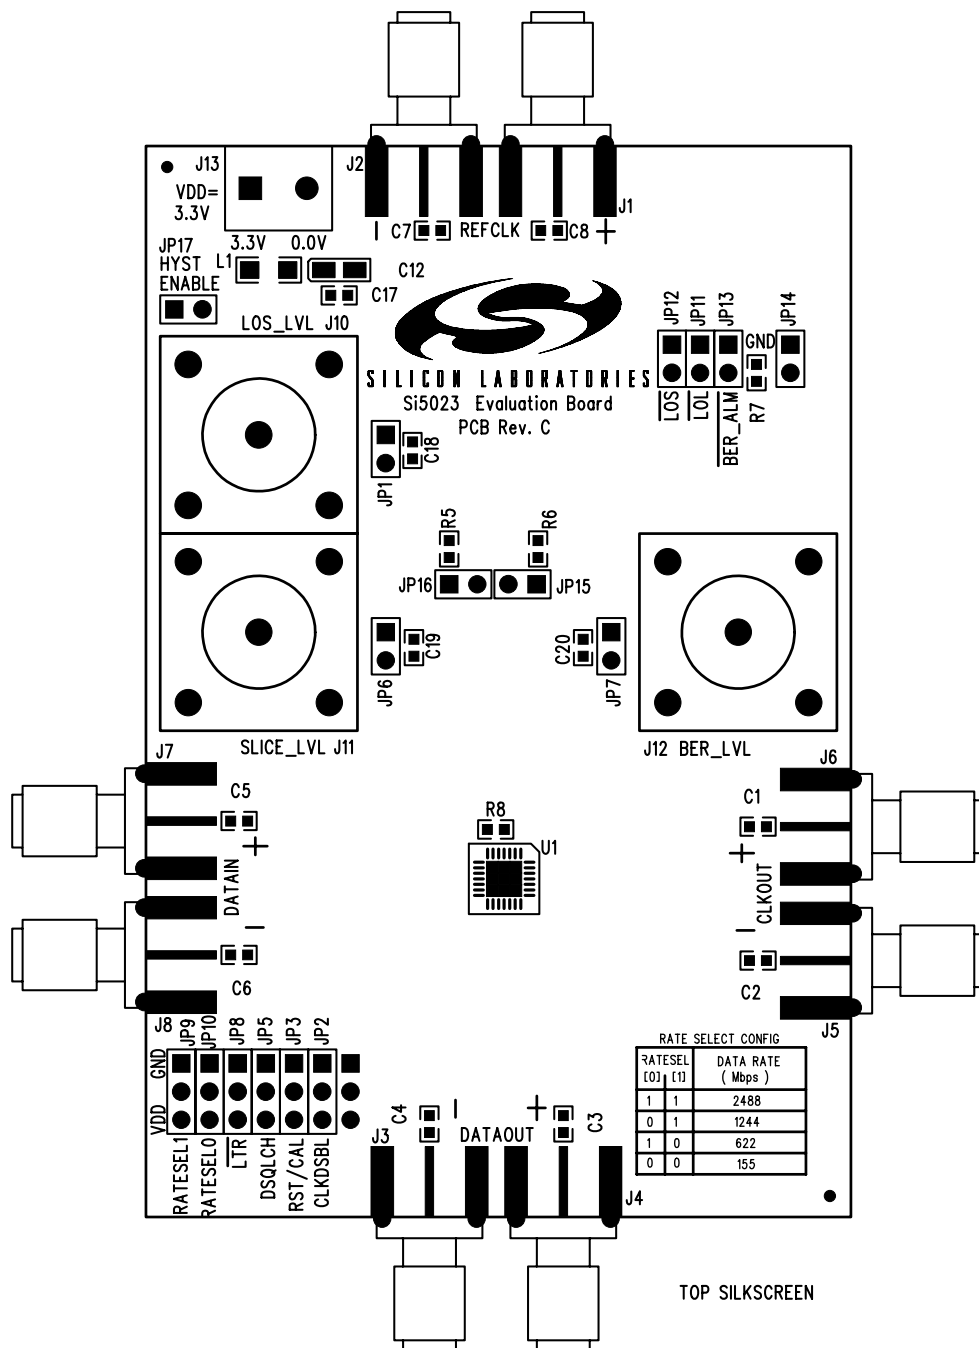 J13
J2
VDD=
3.3V
J1
C7
REFCLK
C8
−
+
3.3V
0.0V
JP17
HYST
ENABLE
L1
C12
C17
LOS_LVL J10
SILICON LABORATORIES
Si5023 Evaluation Board
PCB Rev. C
JP12
JP11
JP13
JP14
GND
LOS
LOL
BER_ALM
R7
C18
JP1
R5
R6
JP16
JP15
C19
JP6
C20
JP7
SLICE_LVL J11
J12 BER_LVL
J7
J6
C5
C1
R8
U1
+
+
DATAIN
CLKOUT
−
−
C6
C2
J8
J5
JP9
JP10
JP8
JP5
JP3
JP2
GND
VDD
RATESEL1
RATESEL0
LTR
DSQLCH
RST/CAL
CLKDSBL
RATE SELECT CONFIG
RATESEL DATA RATE
[0] [1] ( Mbps )
1 1 2488
0 1 1244
1 0 622
0 0 155
C4
−
+
C3
J3
DATAOUT
J4
TOP SILKSCREEN